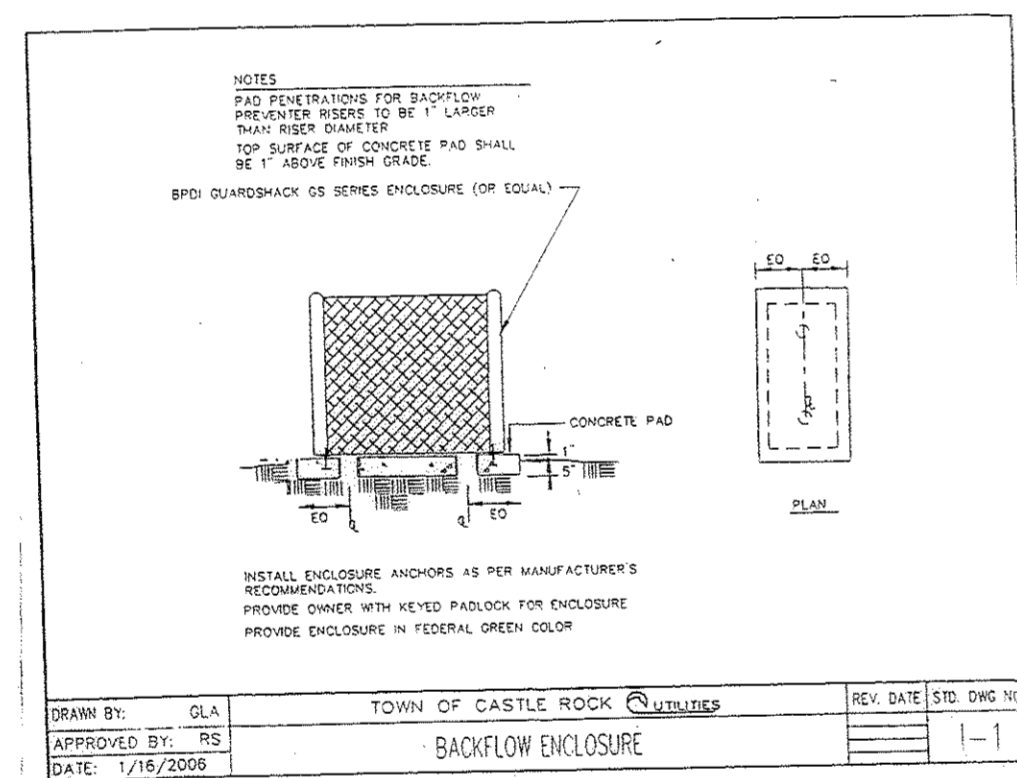 NOTES
PAD PENETRATIONS FOR BACKFLOW
PREVENTER RISERS TO BE 1" LARGER
THAN RISER DIAMETER
TOP SURFACE OF CONCRETE PAD SHALL
BE 1" ABOVE FINISH GRADE.
BPDI GUARDSHACK GS SERIES ENCLOSURE (OR EQUAL)
EQ EQ
CONCRETE PAD
1"
5"
EQ EQ
PLAN
INSTALL ENCLOSURE ANCHORS AS PER MANUFACTURER'S
RECOMMENDATIONS.
PROVIDE OWNER WITH KEYED PADLOCK FOR ENCLOSURE
PROVIDE ENCLOSURE IN FEDERAL GREEN COLOR
DRAWN BY: GLA
APPROVED BY: RS
DATE: 1/16/2006
TOWN OF CASTLE ROCK UTILITIES
BACKFLOW ENCLOSURE
REV. DATE
STD. DWG NO
I-1